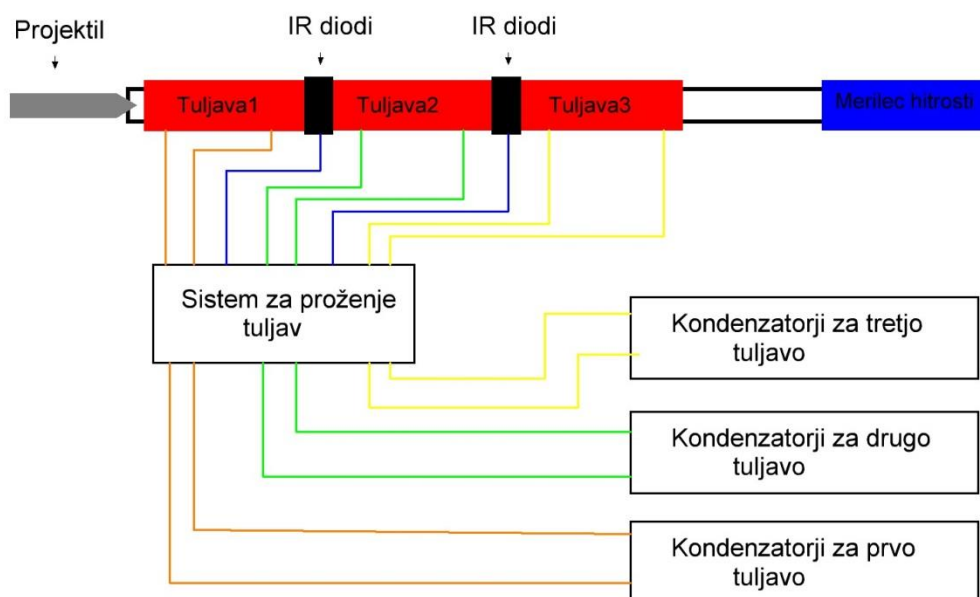 Projektil
IR diodi
IR diodi
Tuljava1
Tuljava2
Tuljava3
Merilec hitrosti
Sistem za proženje
tuljav
Kondenzatorji za tretjo
tuljavo
Kondenzatorji za drugo
tuljavo
Kondenzatorji za prvo
tuljavo